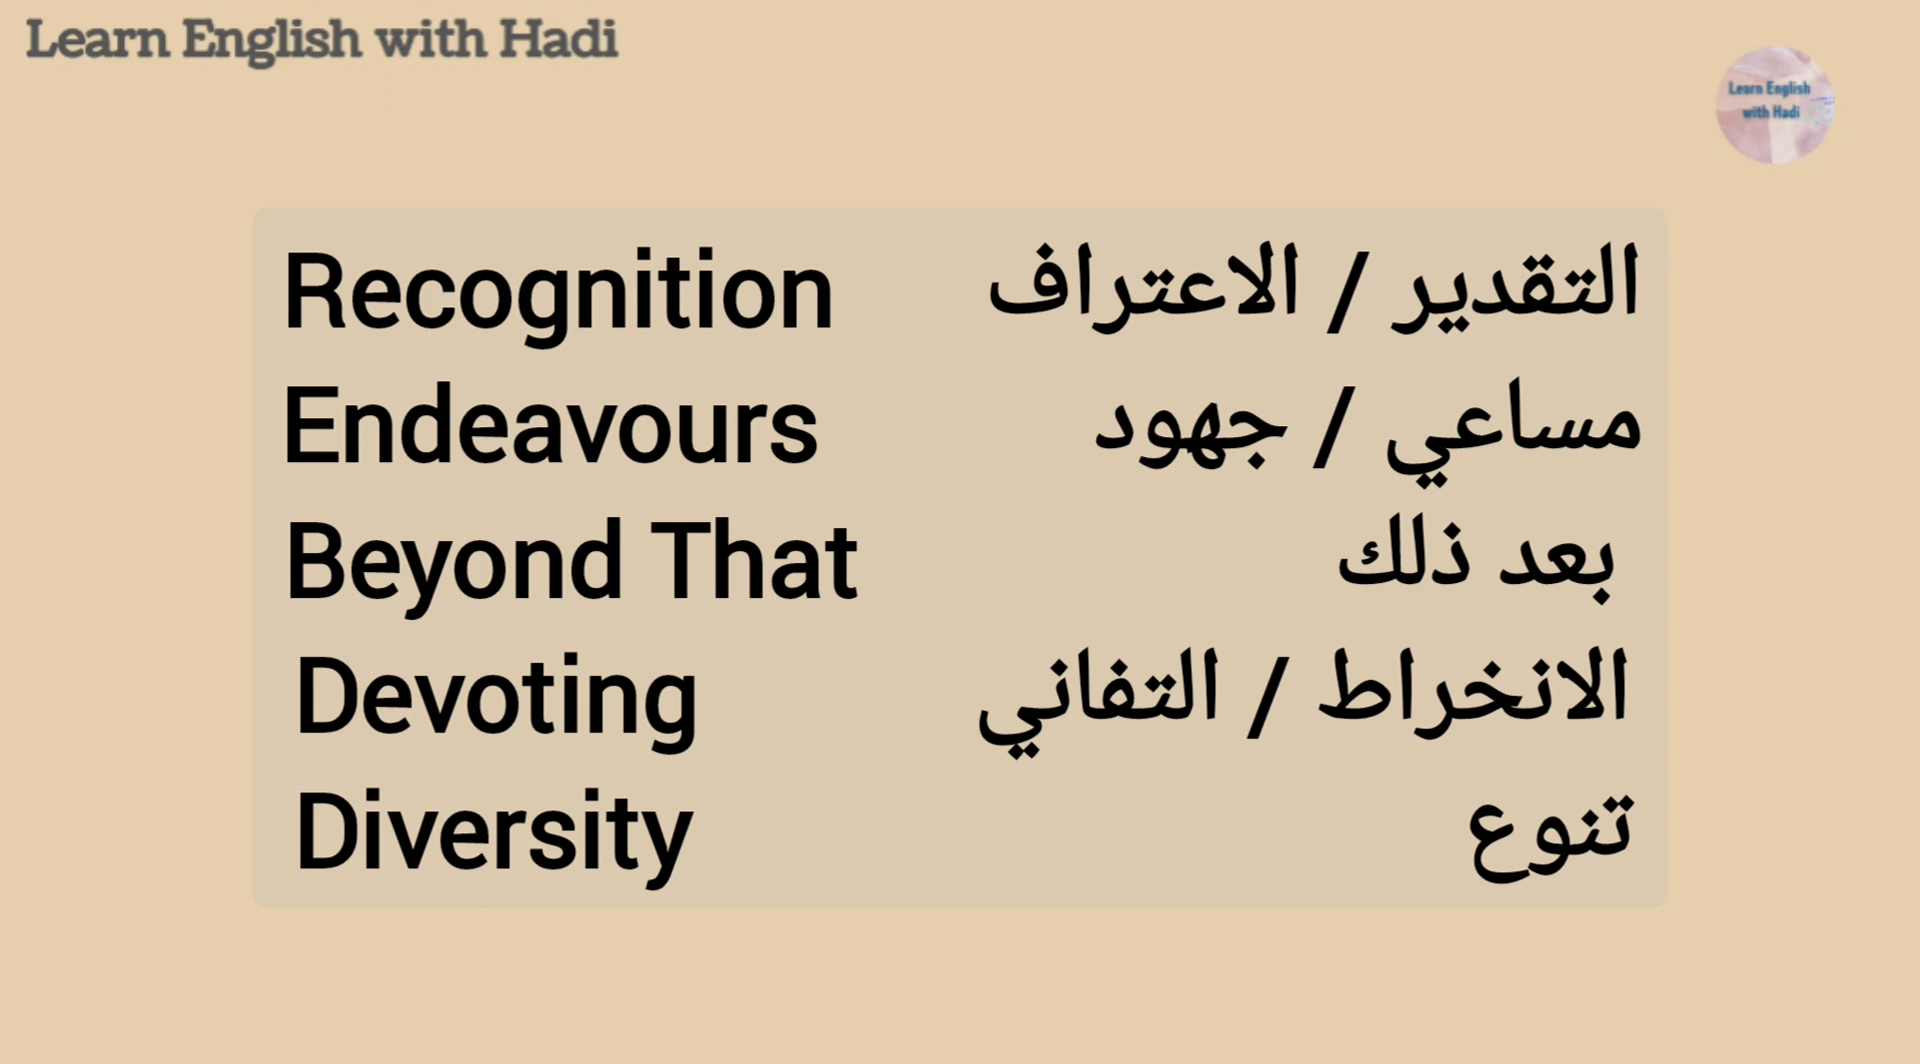 Learn English with Hadi
Learn English
with Hadi
Recognition التقدير / الاعتراف
Endeavours مساعي / جهود
Beyond That بعد ذلك
Devoting الانخراط / التفاني
Diversity تنوع